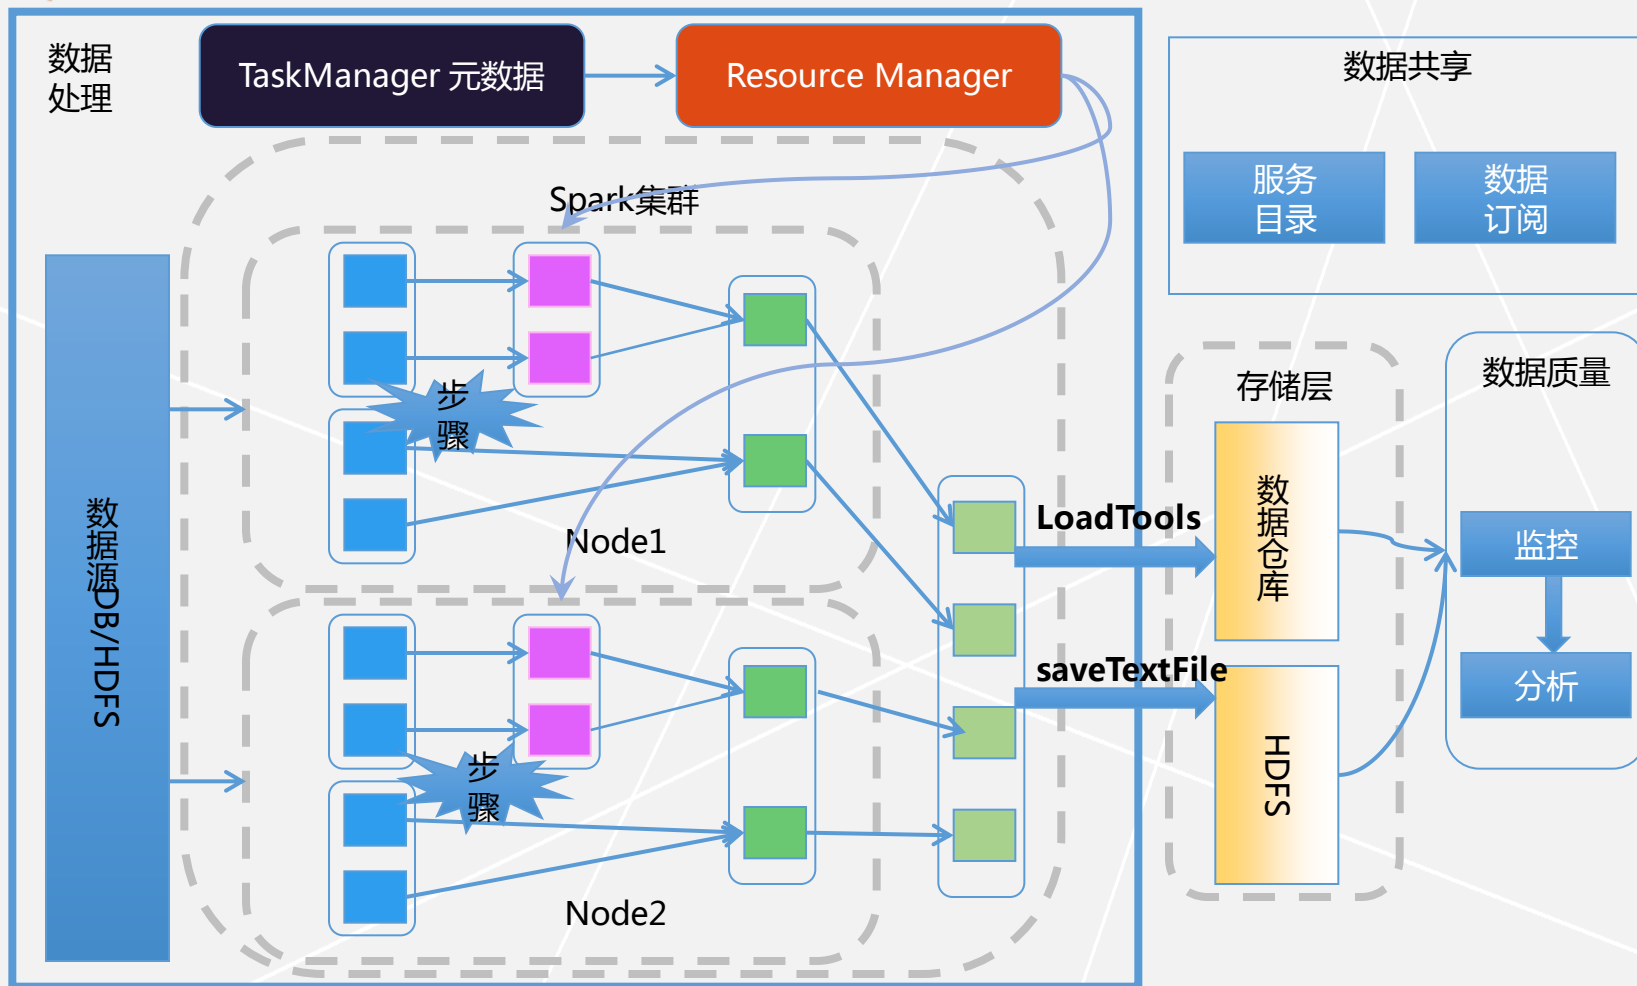 数据
处理
TaskManager 元数据
Resource Manager
数据共享
服务
目录
数据
订阅
Spark集群
步
骤
Node1
数据源DB/HDFS
步
骤
Node2
LoadTools
saveTextFile
存储层
数据仓库
HDFS
数据质量
监控
分析